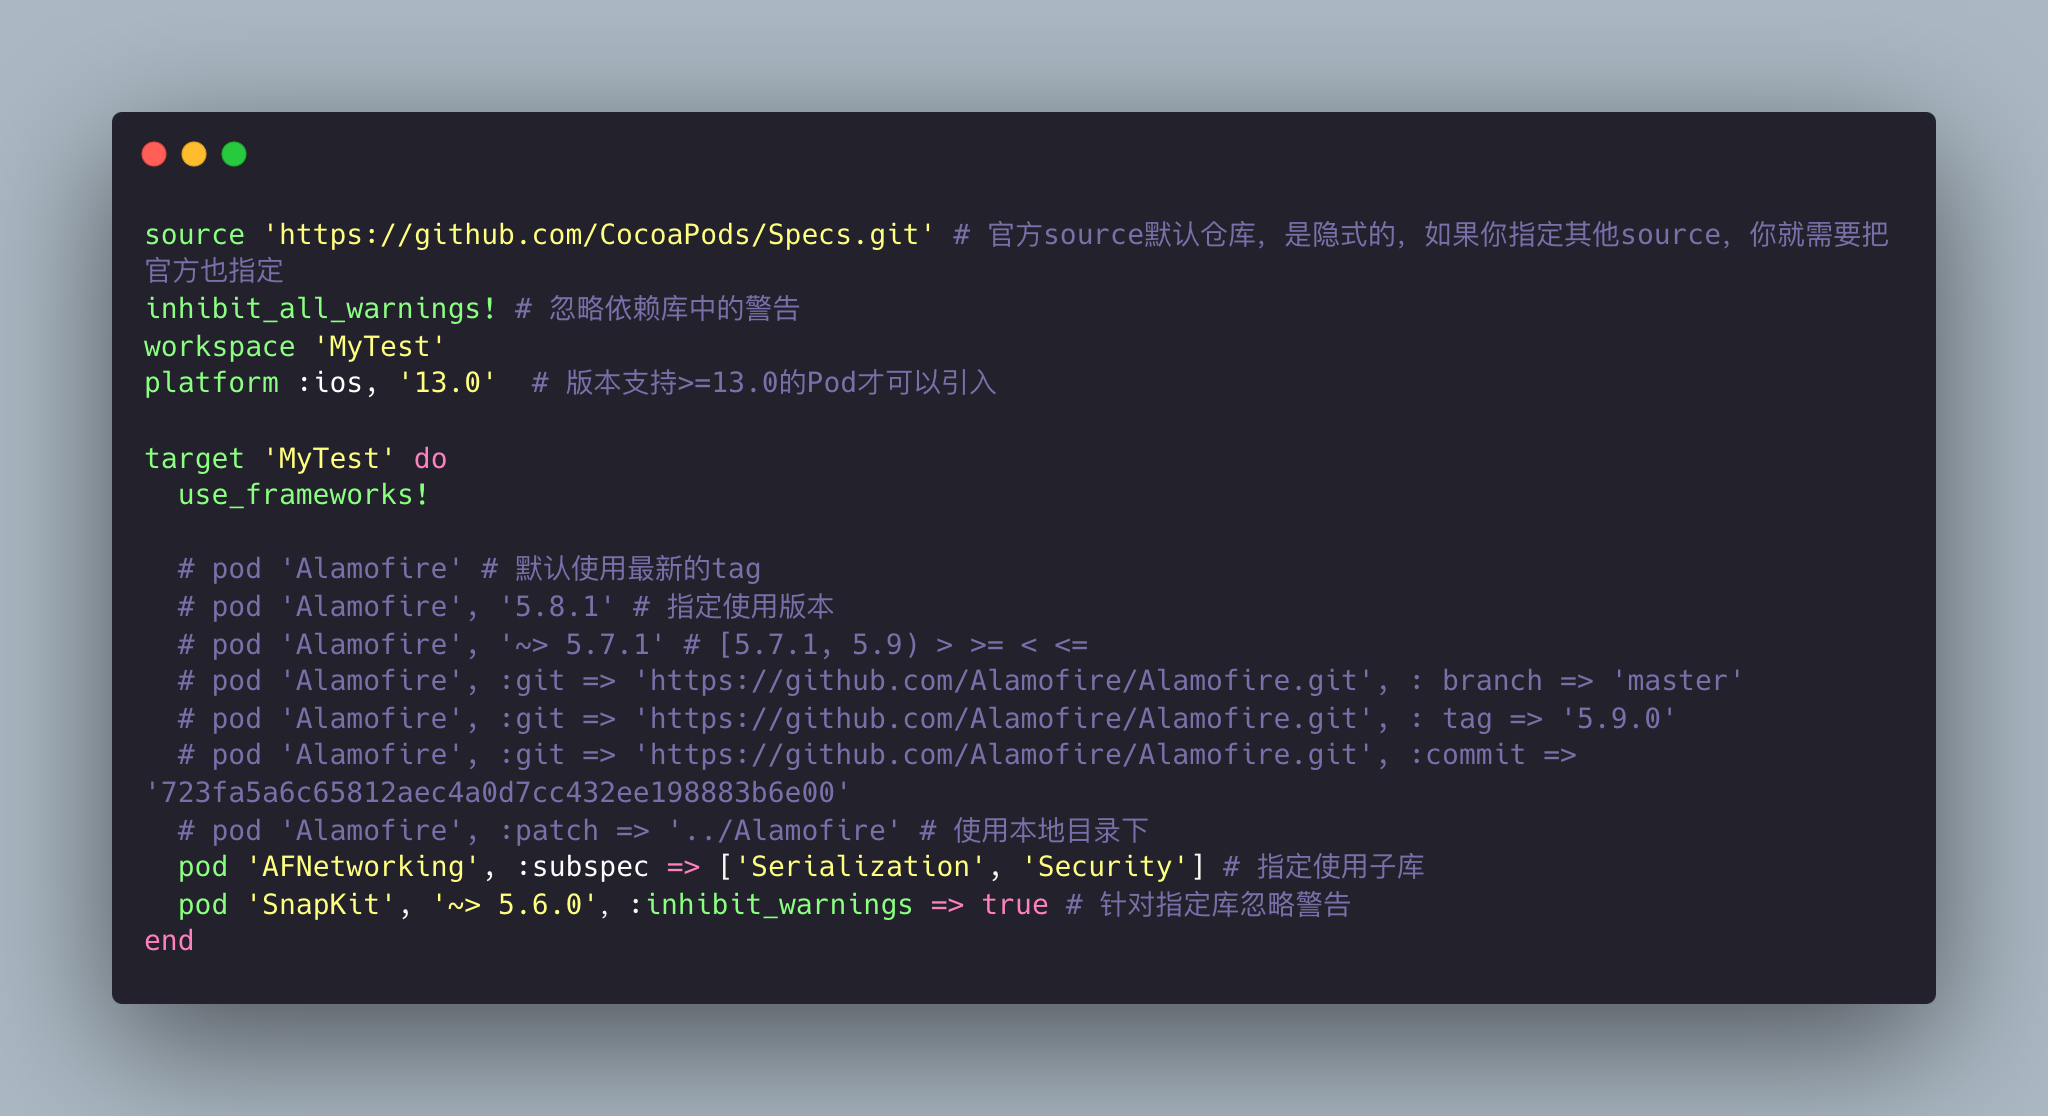 source 'https://github.com/CocoaPods/Specs.git' # 官方source默认仓库，是隐式的，如果你指定其他source，你就需要把
官方也指定
inhibit_all_warnings! # 忽略依赖库中的警告
workspace 'MyTest'
platform :ios, '13.0'  # 版本支持>=13.0的Pod才可以引入
target 'MyTest' do
  use_frameworks!
  # pod 'Alamofire' # 默认使用最新的tag
  # pod 'Alamofire', '5.8.1' # 指定使用版本
  # pod 'Alamofire', '~> 5.7.1' # [5.7.1, 5.9) > >= < <=
  # pod 'Alamofire', :git => 'https://github.com/Alamofire/Alamofire.git', : branch => 'master'
  # pod 'Alamofire', :git => 'https://github.com/Alamofire/Alamofire.git', : tag => '5.9.0'
  # pod 'Alamofire', :git => 'https://github.com/Alamofire/Alamofire.git', :commit =>
'723fa5a6c65812aec4a0d7cc432ee198883b6e00'
  # pod 'Alamofire', :patch => '../Alamofire' # 使用本地目录下
  pod 'AFNetworking', :subspec => ['Serialization', 'Security'] # 指定使用子库
  pod 'SnapKit', '~> 5.6.0', :inhibit_warnings => true # 针对指定库忽略警告
end